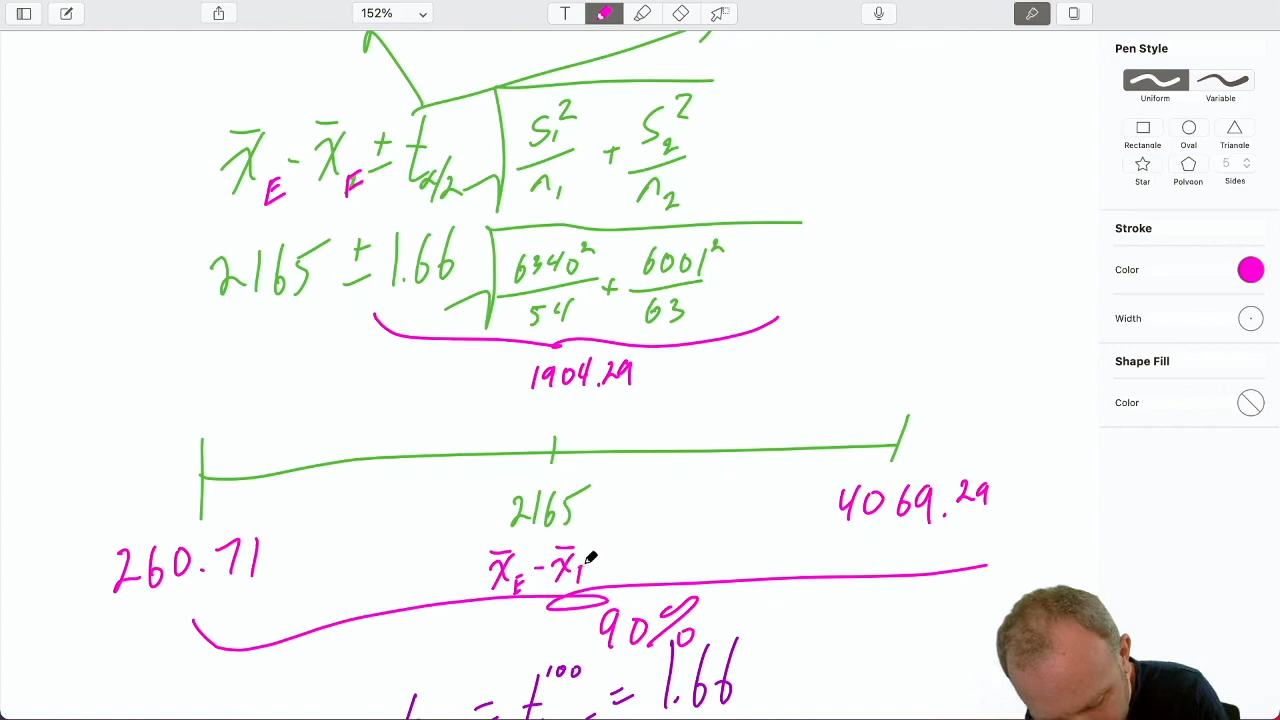 152%
T
Pen Style
Uniform
Variable
Rectangle
Oval
Triangle
Star
Polygon
5
Sides
Stroke
Color
Width
Shape Fill
Color
x̄E - x̄F ± tα/2 √ S1²/n1 + S2²/n2
2165 ± 1.66 √ 6340²/54 + 6001²/63
1904.29
2165
4069.29
260.71
x̄E - x̄
90%
= t 100 = 1.66